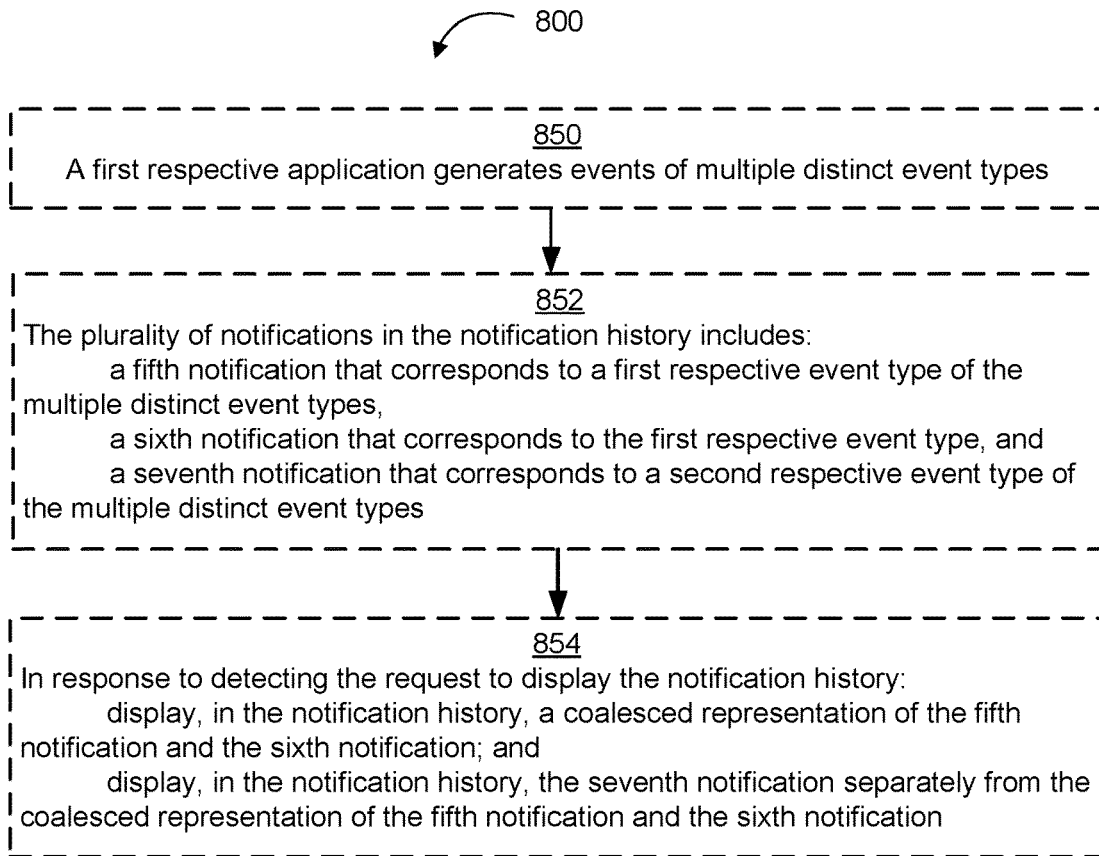 800
850
A first respective application generates events of multiple distinct event types
852
The plurality of notifications in the notification history includes:
a fifth notification that corresponds to a first respective event type of the
multiple distinct event types,
a sixth notification that corresponds to the first respective event type, and
a seventh notification that corresponds to a second respective event type of
the multiple distinct event types
854
In response to detecting the request to display the notification history:
display, in the notification history, a coalesced representation of the fifth
notification and the sixth notification; and
display, in the notification history, the seventh notification separately from the
coalesced representation of the fifth notification and the sixth notification